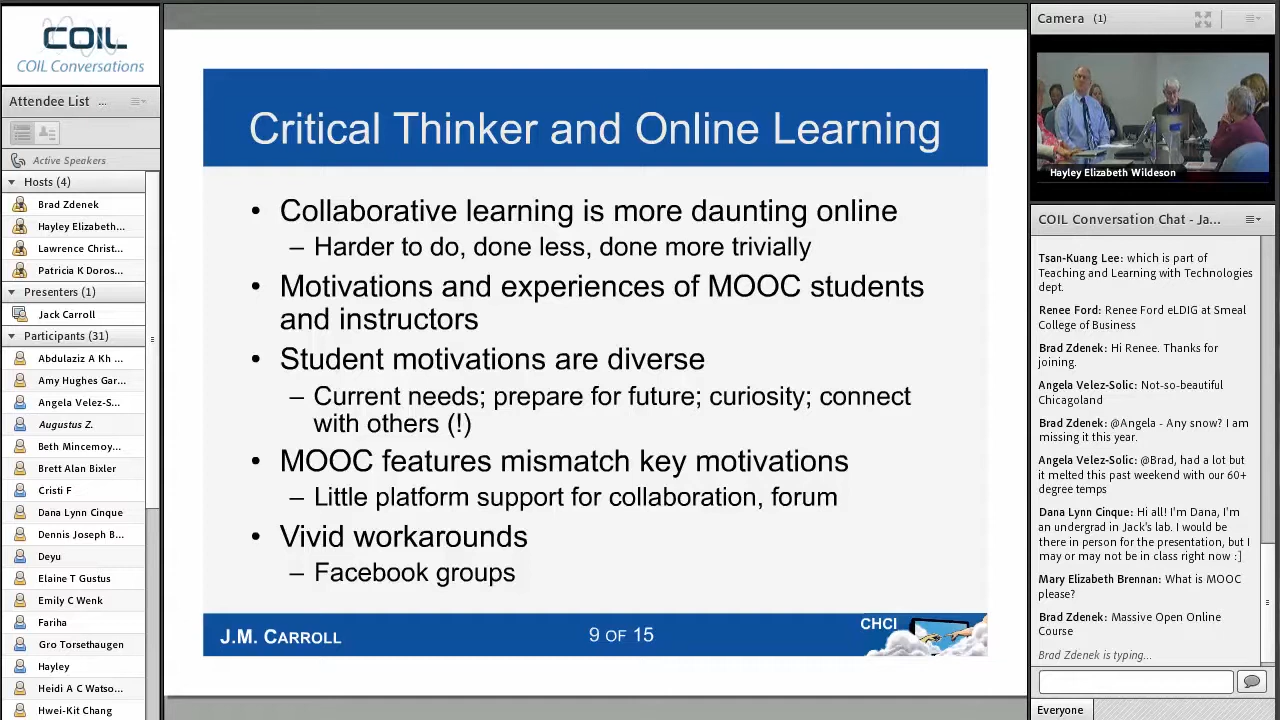 COIL
COIL Conversations
Attendee List ...
Active Speakers
Hosts (4)
Brad Zdenek
Hayley Elizabeth...
Lawrence Christ...
Patricia K Doros...
Presenters (1)
Jack Carroll
Participants (31)
Abdulaziz A Kh ...
Amy Hughes Gar...
Angela Velez-S...
Augustus Z.
Beth Mincemoy...
Brett Alan Bixler
Cristi F
Dana Lynn Cinque
Dennis Joseph B...
Deyu
Elaine T Gustus
Emily C Wenk
Fariha
Gro Torsethaugen
Hayley
Heidi A C Watso...
Hwei-Kit Chang
Critical Thinker and Online Learning
• Collaborative learning is more daunting online
– Harder to do, done less, done more trivially
• Motivations and experiences of MOOC students
and instructors
• Student motivations are diverse
– Current needs; prepare for future; curiosity; connect
with others (!)
• MOOC features mismatch key motivations
– Little platform support for collaboration, forum
• Vivid workarounds
– Facebook groups
J.M. CARROLL
9 OF 15
CHCI
Camera (1)
Hayley Elizabeth Wildeson
COIL Conversation Chat - Ja...
Tsan-Kuang Lee: which is part of
Teaching and Learning with Technologies
dept.
Renee Ford: Renee Ford eLDIG at Smeal
College of Business
Brad Zdenek: Hi Renee. Thanks for
joining.
Angela Velez-Solic: Not-so-beautiful
Chicagoland
Brad Zdenek: @Angela - Any snow? I am
missing it this year.
Angela Velez-Solic: @Brad, had a lot but
it melted this past weekend with our 60+
degree temps
Dana Lynn Cinque: Hi all! I'm Dana, I'm
an undergrad in Jack's lab. I would be
there in person for the presentation, but I
may or may not be in class right now :]
Mary Elizabeth Brennan: What is MOOC
please?
Brad Zdenek: Massive Open Online
Course
Brad Zdenek is typing...
Everyone